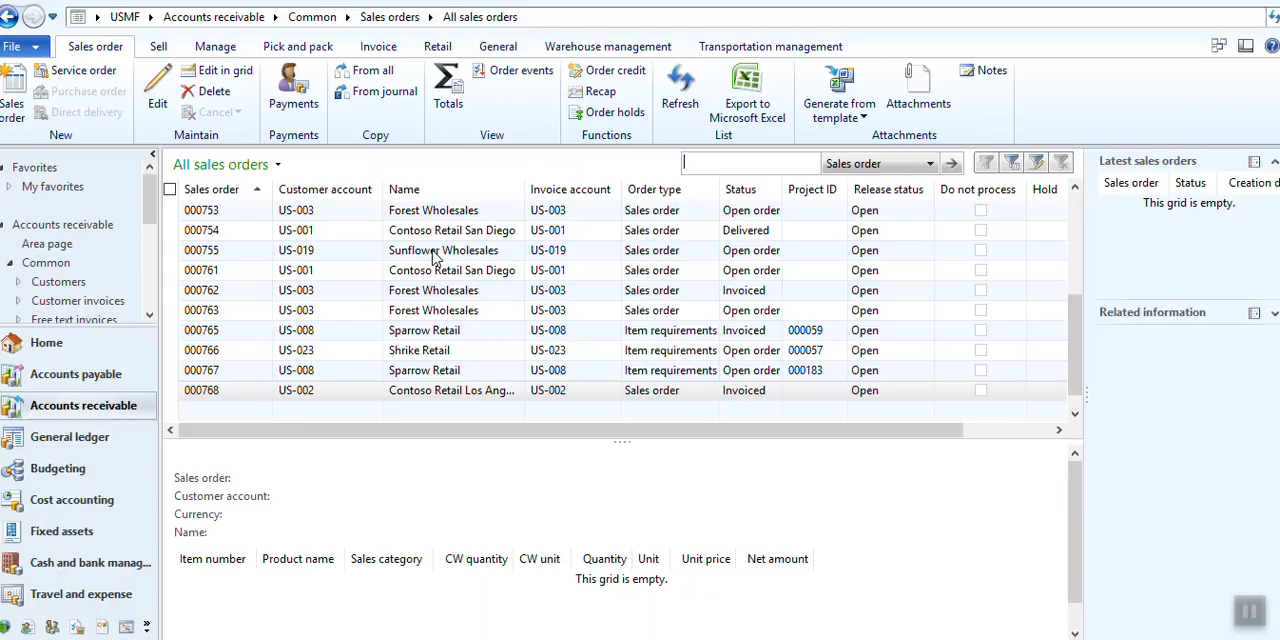 USMF Accounts receivable Common Sales orders All sales orders
File Sales order Sell Manage Pick and pack Invoice Retail General Warehouse management Transportation management
Sales order
Service order
Purchase order
Direct delivery
New
Edit
Edit in grid
Delete
Cancel
Maintain
Payments
Payments
From all
From journal
Copy
Totals
Order events
View
Order credit
Recap
Order holds
Functions
Refresh
Export to Microsoft Excel
List
Generate from template
Attachments
Notes
Attachments
Favorites
My favorites
Accounts receivable
Area page
Common
Customers
Customer invoices
Free text invoices
Home
Accounts payable
Accounts receivable
General ledger
Budgeting
Cost accounting
Fixed assets
Cash and bank manag...
Travel and expense
All sales orders Sales order
Sales order Customer account Name Invoice account Order type Status Project ID Release status Do not process Hold
000753 US-003 Forest Wholesales US-003 Sales order Open order Open
000754 US-001 Contoso Retail San Diego US-001 Sales order Delivered Open
000755 US-019 Sunflower Wholesales US-019 Sales order Open order Open
000761 US-001 Contoso Retail San Diego US-001 Sales order Open order Open
000762 US-003 Forest Wholesales US-003 Sales order Invoiced Open
000763 US-003 Forest Wholesales US-003 Sales order Open order Open
000765 US-008 Sparrow Retail US-008 Item requirements Invoiced 000059 Open
000766 US-023 Shrike Retail US-023 Item requirements Open order 000057 Open
000767 US-008 Sparrow Retail US-008 Item requirements Open order 000183 Open
000768 US-002 Contoso Retail Los Ang... US-002 Sales order Invoiced Open
Sales order:
Customer account:
Currency:
Name:
Item number Product name Sales category CW quantity CW unit Quantity Unit Unit price Net amount
This grid is empty.
Latest sales orders
Sales order Status Creation d
This grid is empty.
Related information